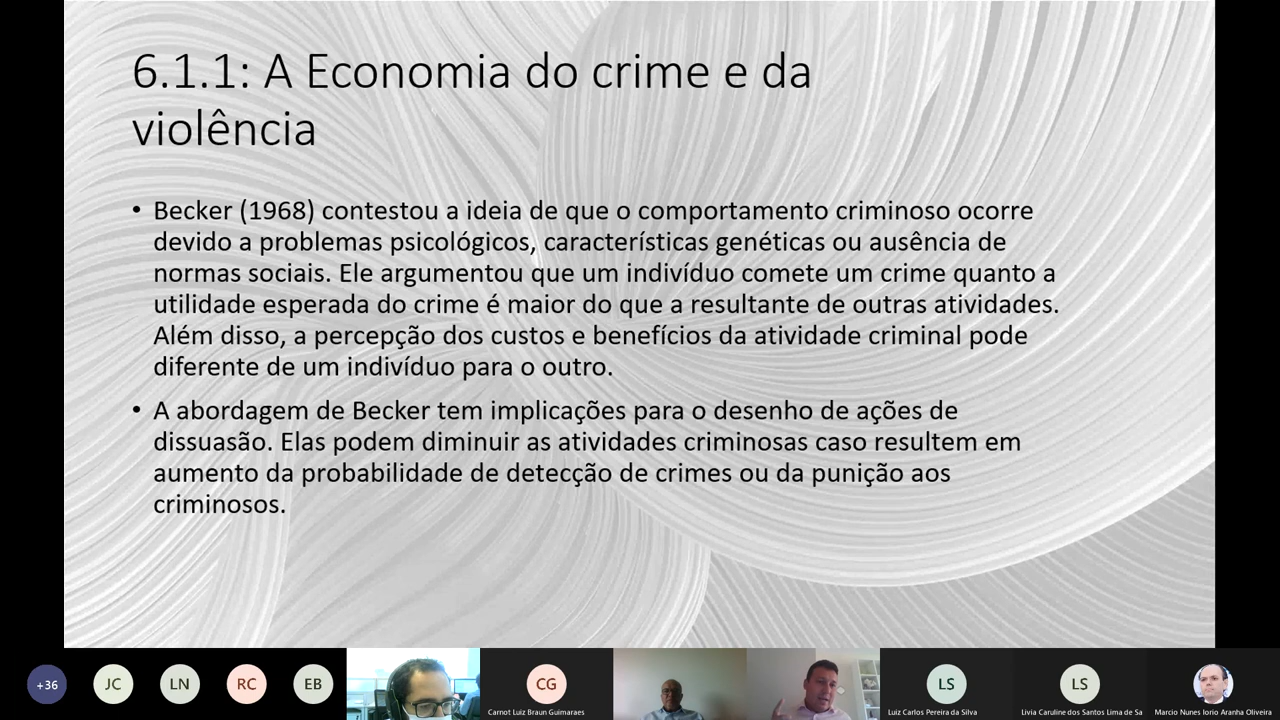 6.1.1: A Economia do crime e da
violência
• Becker (1968) contestou a ideia de que o comportamento criminoso ocorre
devido a problemas psicológicos, características genéticas ou ausência de
normas sociais. Ele argumentou que um indivíduo comete um crime quanto a
utilidade esperada do crime é maior do que a resultante de outras atividades.
Além disso, a percepção dos custos e benefícios da atividade criminal pode
diferente de um indivíduo para o outro.
• A abordagem de Becker tem implicações para o desenho de ações de
dissuasão. Elas podem diminuir as atividades criminosas caso resultem em
aumento da probabilidade de detecção de crimes ou da punição aos
criminosos.
+36
JC
LN
RC
EB
CG
LS
LS
Carnot Luiz Braun Guimaraes
Luiz Carlos Pereira da Silva
Livia Caruline dos Santos Lima de Sa
Marcio Nunes Iorio Aranha Oliveira